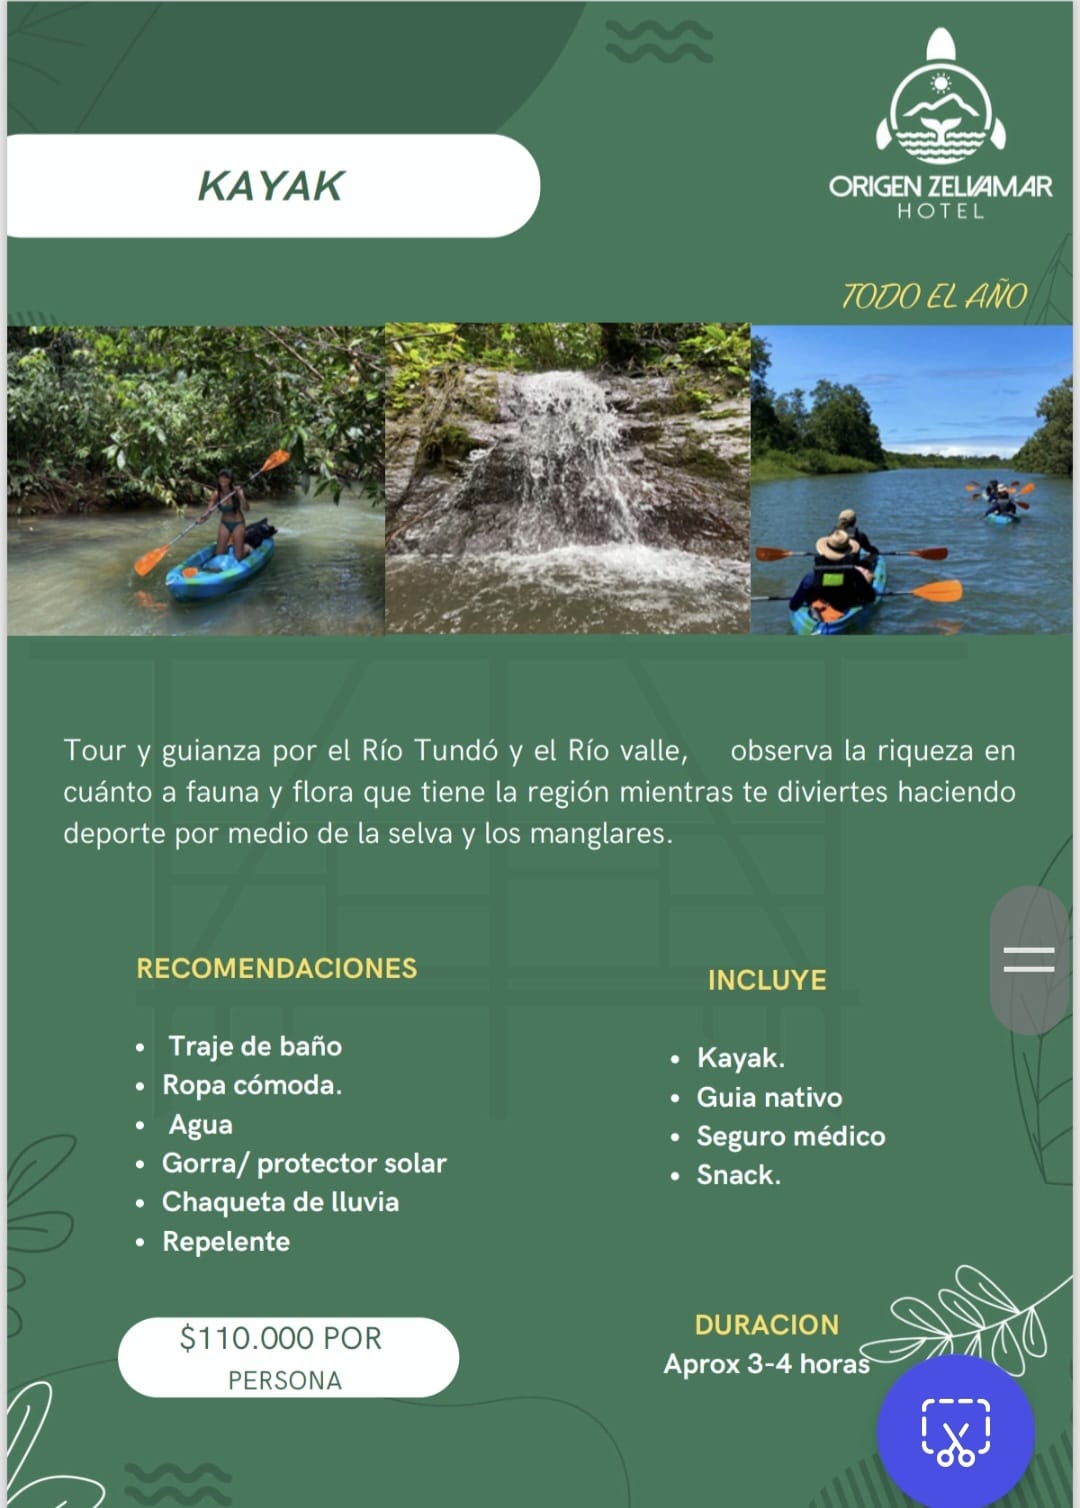 KAYAK
ORIGEN ZELVAMAR
HOTEL
TODO EL AÑO
Tour y guianza por el Río Tundó y el Río valle, observa la riqueza en
cuánto a fauna y flora que tiene la región mientras te diviertes haciendo
deporte por medio de la selva y los manglares.
RECOMENDACIONES
• Traje de baño
• Ropa cómoda.
• Agua
• Gorra/ protector solar
• Chaqueta de lluvia
• Repelente
INCLUYE
• Kayak.
• Guia nativo
• Seguro médico
• Snack.
$110.000 POR
PERSONA
DURACION
Aprox 3-4 horas